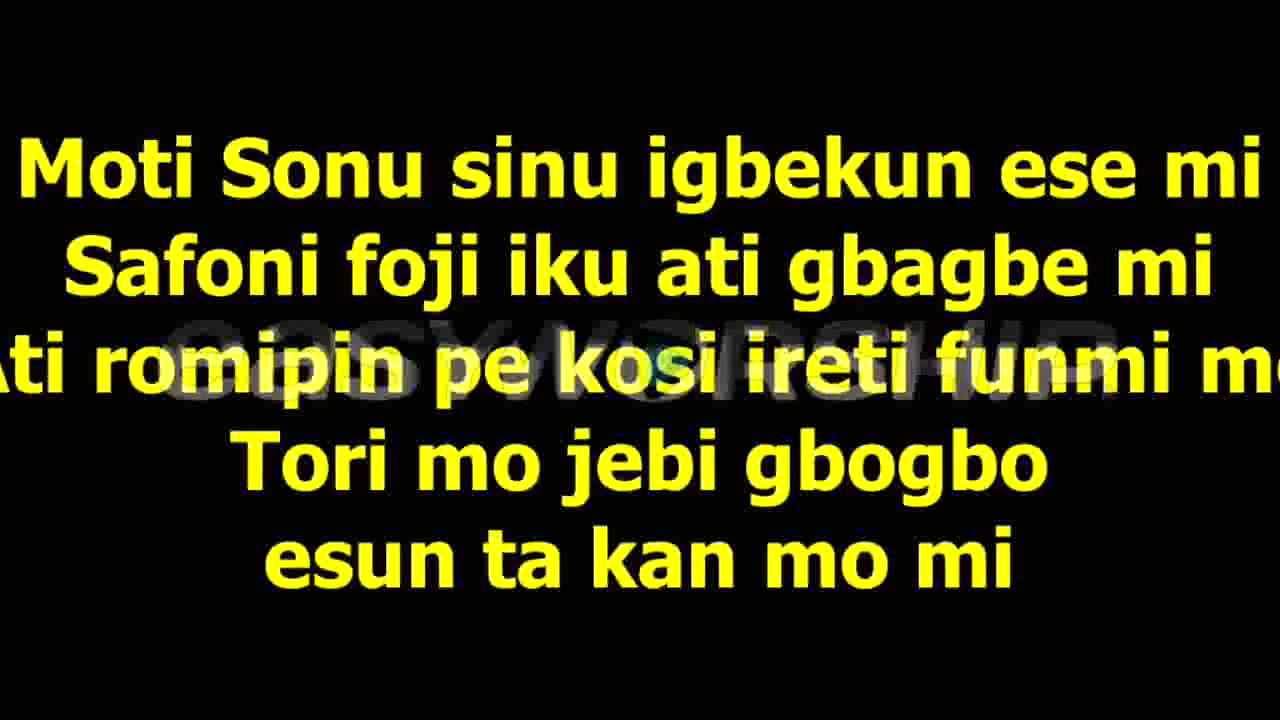 Moti Sonu sinu igbekun ese mi
Safoni foji iku ati gbagbe mi
romipin pe kosi ireti funmi
Tori mo jebi gbogbo
esun ta kan mo mi
EASYWORSHIP